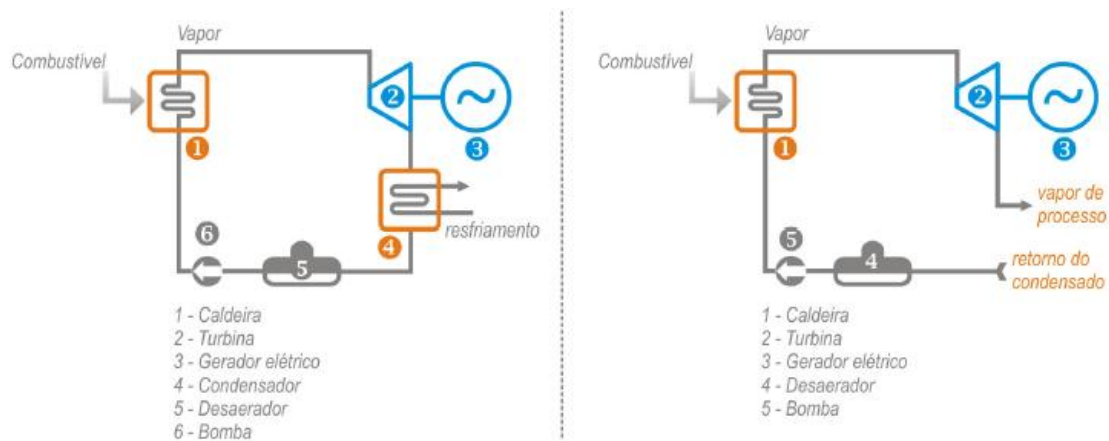 Vapor
Combustível
2
3
1
4
resfriamento
6
5
1 - Caldeira
2 - Turbina
3 - Gerador elétrico
4 - Condensador
5 - Desaerador
6 - Bomba
Vapor
Combustível
2
3
1
vapor de
processo
5
4
retorno do
condensado
1 - Caldeira
2 - Turbina
3 - Gerador elétrico
4 - Desaerador
5 - Bomba